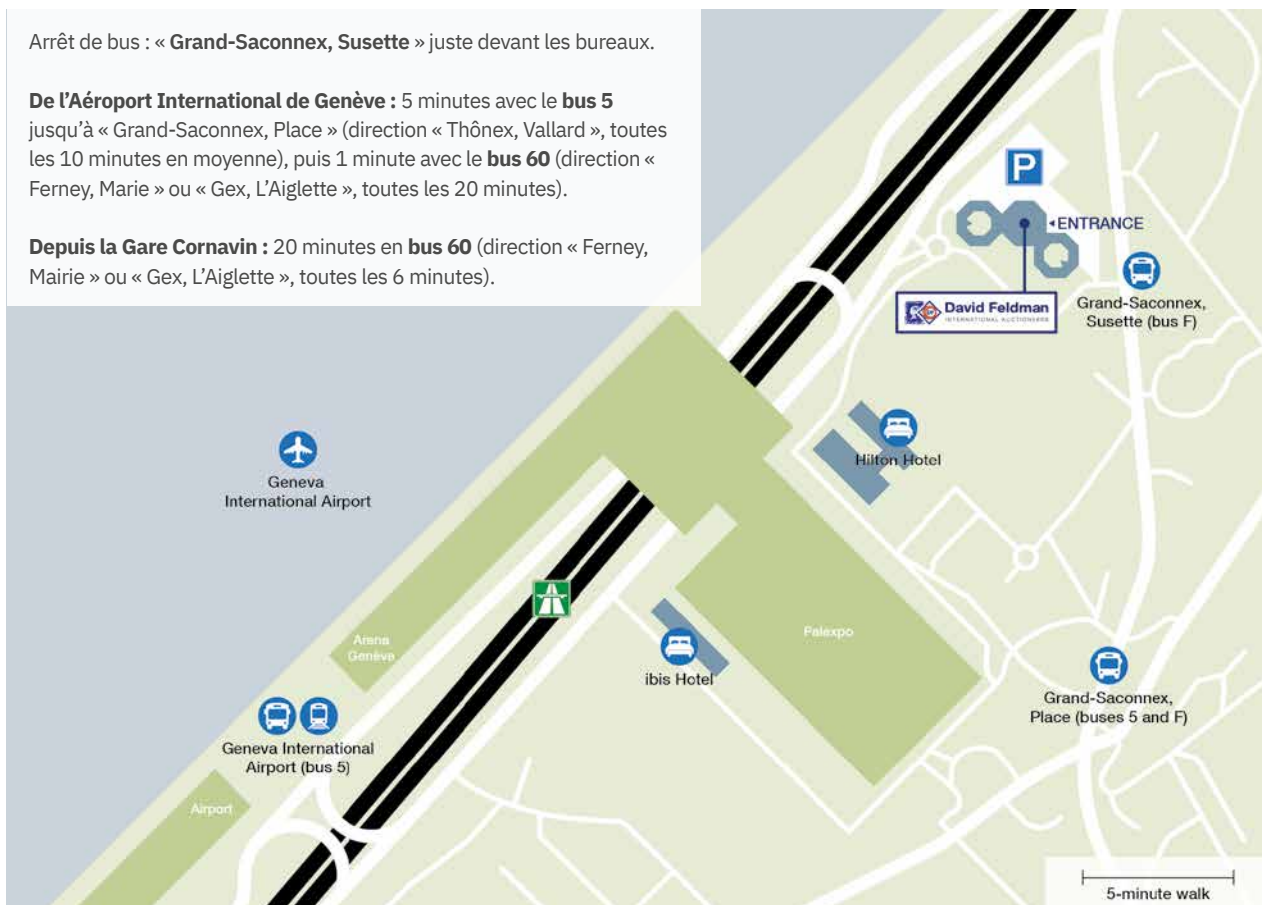 Arrêt de bus : « Grand-Saconnex, Susette » juste devant les bureaux.
De l’Aéroport International de Genève : 5 minutes avec le bus 5
jusqu’à « Grand-Saconnex, Place » (direction « Thônex, Vallard », toutes
les 10 minutes en moyenne), puis 1 minute avec le bus 60 (direction «
Ferney, Marie » ou « Gex, L’Aiglette », toutes les 20 minutes).
Depuis la Gare Cornavin : 20 minutes en bus 60 (direction « Ferney,
Mairie » ou « Gex, L’Aiglette », toutes les 6 minutes).
P
ENTRANCE
David Feldman
INTERNATIONAL AUCTIONEERS
Grand-Saconnex,
Susette (bus F)
Hilton Hotel
Geneva
International Airport
Arena
Genève
Palexpo
ibis Hotel
Grand-Saconnex,
Place (buses 5 and F)
Geneva International
Airport (bus 5)
Airport
5-minute walk